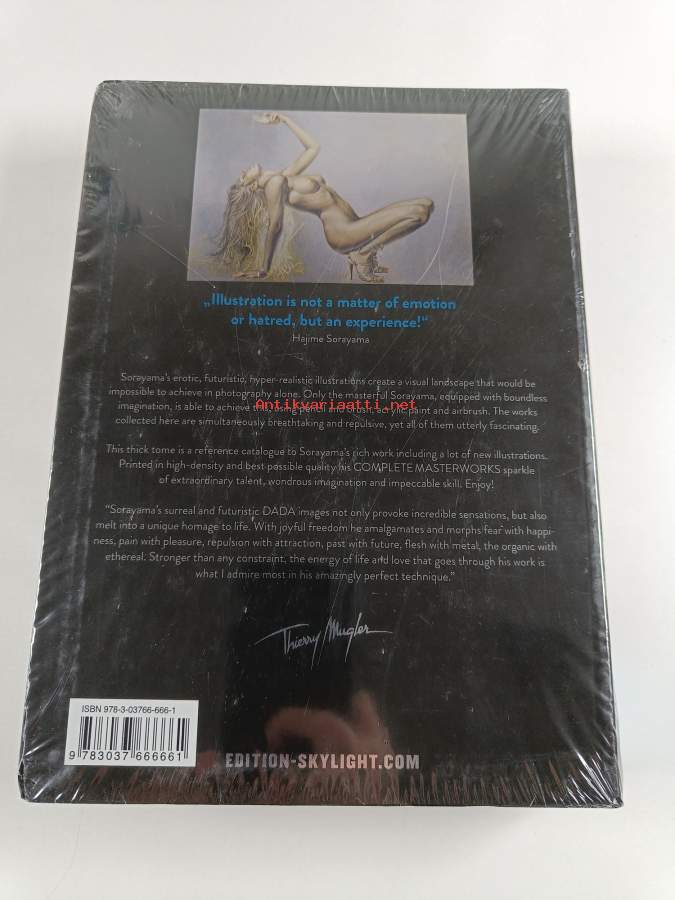 „Illustration is not a matter of emotion
or hatred, but an experience!“
Hajime Sorayama
Sorayama's erotic, futuristic, hyper-realistic illustrations create a visual landscape that would be
impossible to achieve in photography alone. Only the masterful Sorayama, equipped with boundless
Antikvariaatti.net
imagination, is able to achieve this using pencil and brush, acrylic paint and airbrush. The works
collected here are simultaneously breathtaking and repulsive, yet all of them utterly fascinating.
This thick tome is a reference catalogue to Sorayama's rich work including a lot of new illustrations.
Printed in high-density and best possible quality his COMPLETE MASTERWORKS sparkle
of extraordinary talent, wondrous imagination and impeccable skill. Enjoy!
“Sorayama's surreal and futuristic DADA images not only provoke incredible sensations, but also
melt into a unique homage to life. With joyful freedom he amalgamates and morphs fear with happi-
ness, pain with pleasure, repulsion with attraction, past with future, flesh with metal, the organic with
ethereal. Stronger than any constraint, the energy of life and love that goes through his work is
what I admire most in his amazingly perfect technique.”
Thierry Mugler
ISBN 978-3-03766-666-1
9 783037 666661
EDITION-SKYLIGHT.COM